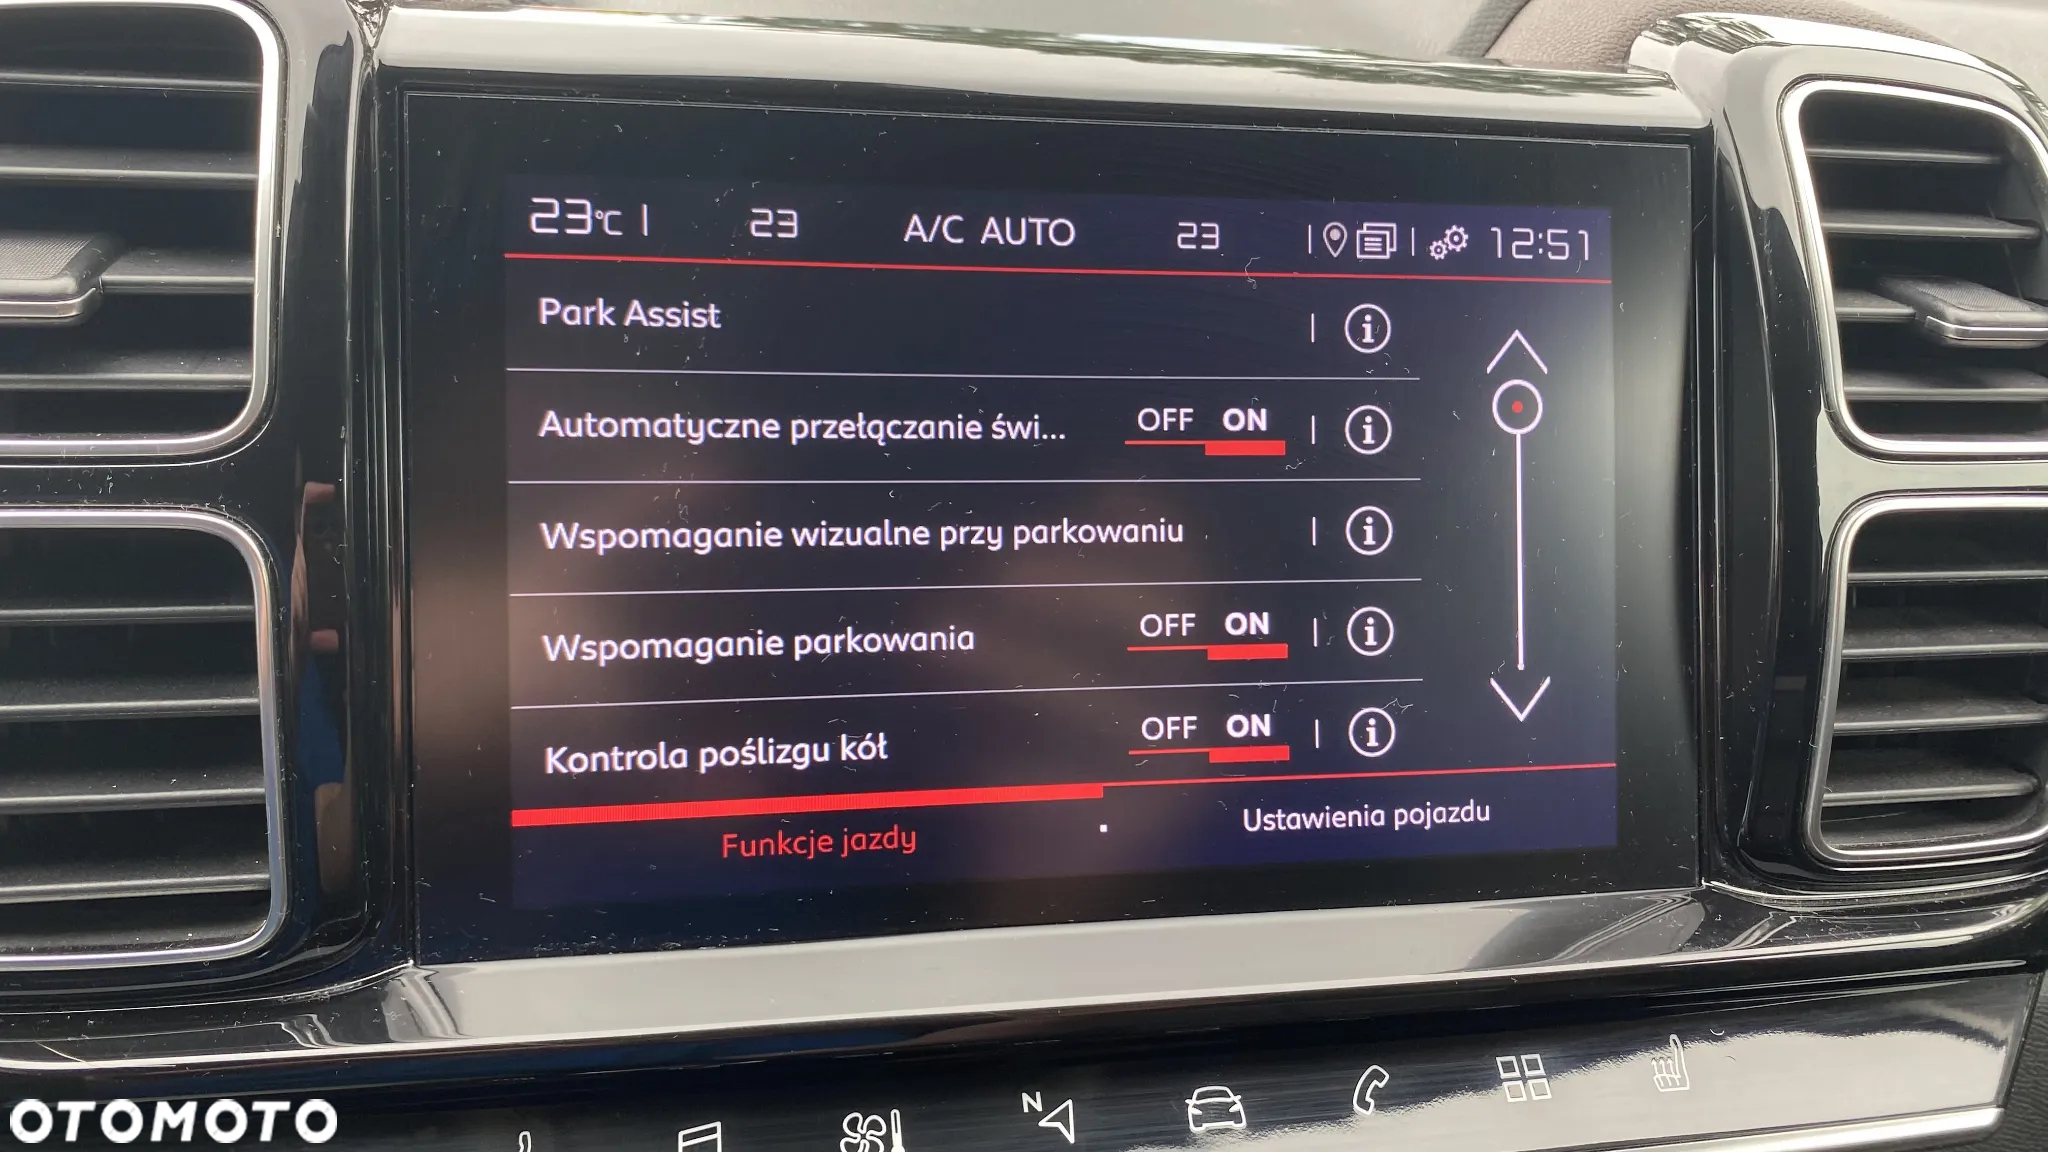 23°C 23 A/C AUTO 23 12:51
Park Assist
Automatyczne przełączanie świ... OFF ON
Wspomaganie wizualne przy parkowaniu
Wspomaganie parkowania OFF ON
Kontrola poślizgu kół OFF ON
Funkcje jazdy Ustawienia pojazdu
N
OTOMOTO